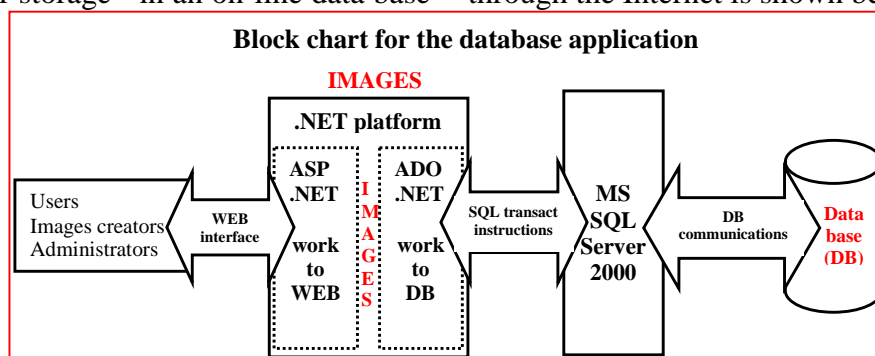 r storage in an on-line data-base through the Internet is shown be
Block chart for the database application
IMAGES
.NET platform
Users
Images creators
Administrators
WEB
interface
ASP
.NET
work
to
WEB
IMAGES
ADO
.NET
work
to
DB
SQL transact
instructions
MS
SQL
Server
2000
DB
communications
Data
base
(DB)